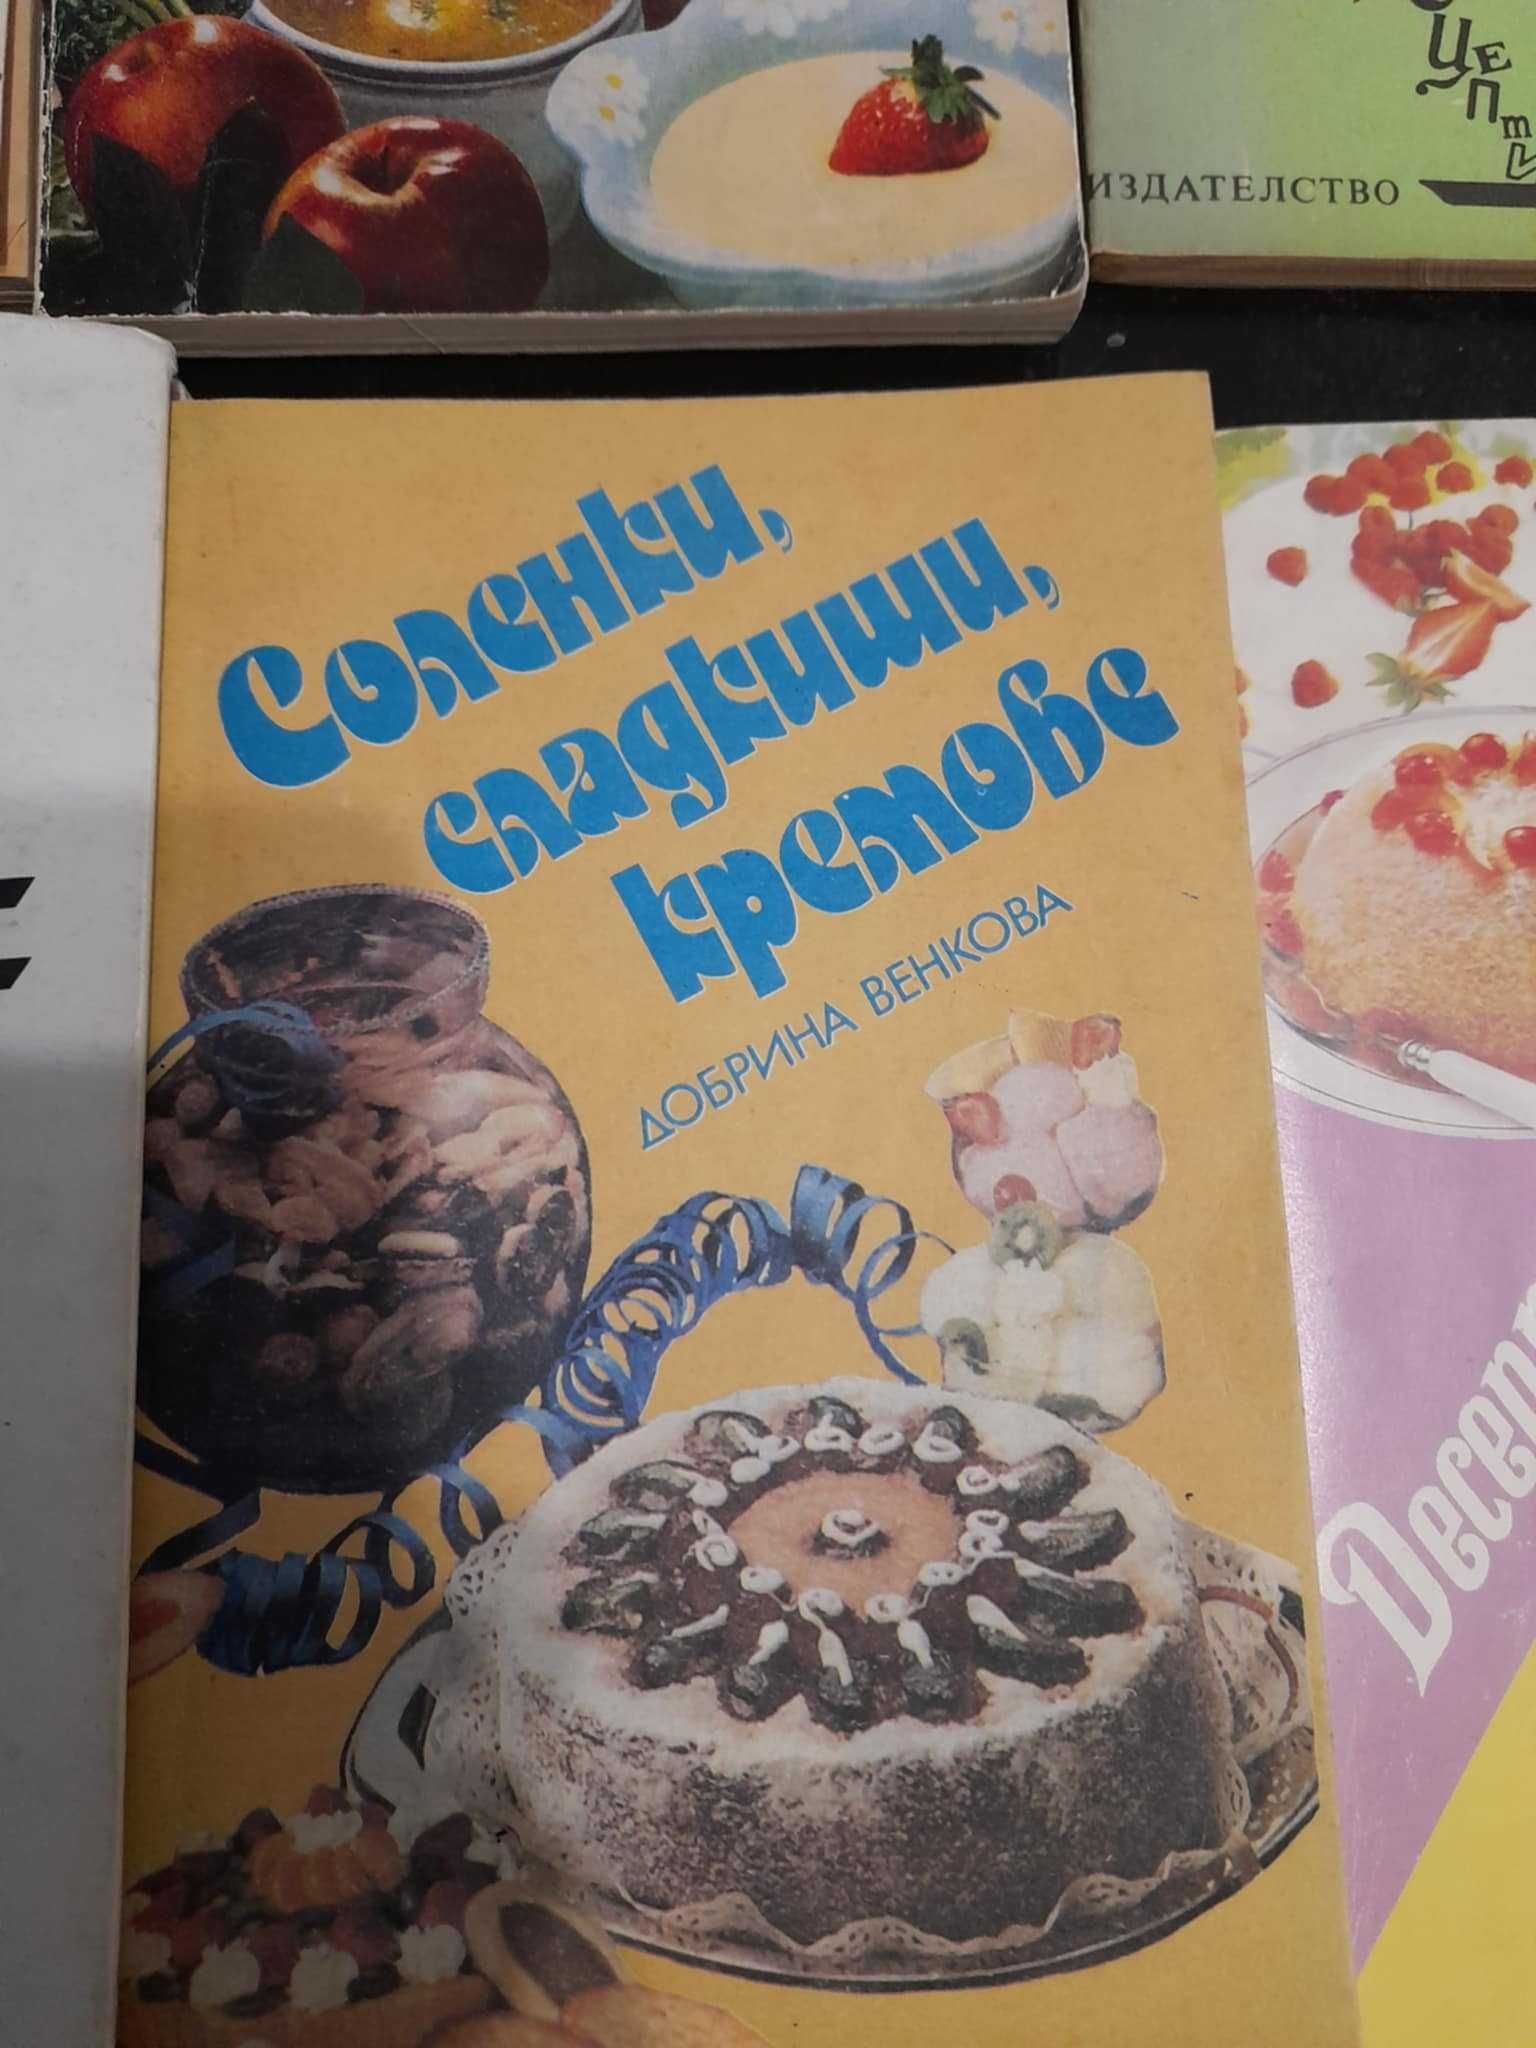 ИЗДАТЕЛСТВО
Соленки,
сладкиши,
кремове
ДОБРИНА ВЕНКОВА